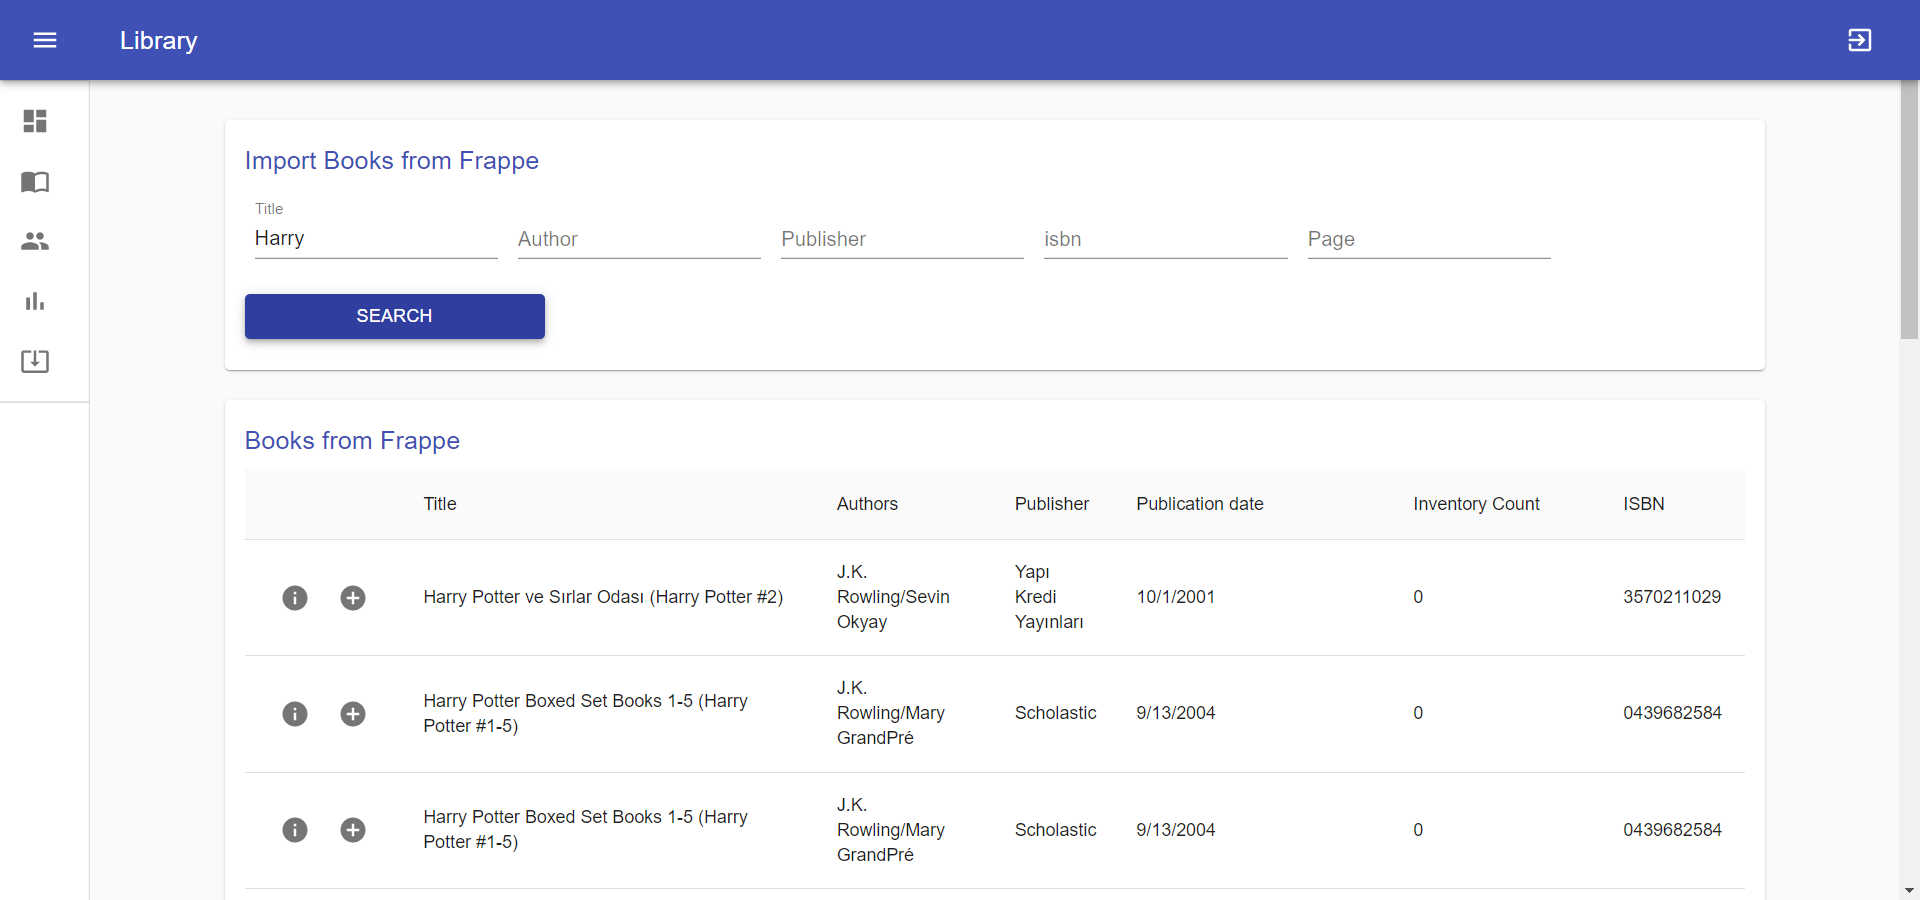 Library
Import Books from Frappe
Title
Harry
Author
Publisher
isbn
Page
SEARCH
Books from Frappe
Title
Authors
Publisher
Publication date
Inventory Count
ISBN
Harry Potter ve Sırlar Odası (Harry Potter #2)
J.K.
Rowling/Sevin
Okyay
Yapı
Kredi
Yayınları
10/1/2001
0
3570211029
Harry Potter Boxed Set Books 1-5 (Harry
Potter #1-5)
J.K.
Rowling/Mary
GrandPré
Scholastic
9/13/2004
0
0439682584
Harry Potter Boxed Set Books 1-5 (Harry
Potter #1-5)
J.K.
Rowling/Mary
GrandPré
Scholastic
9/13/2004
0
0439682584